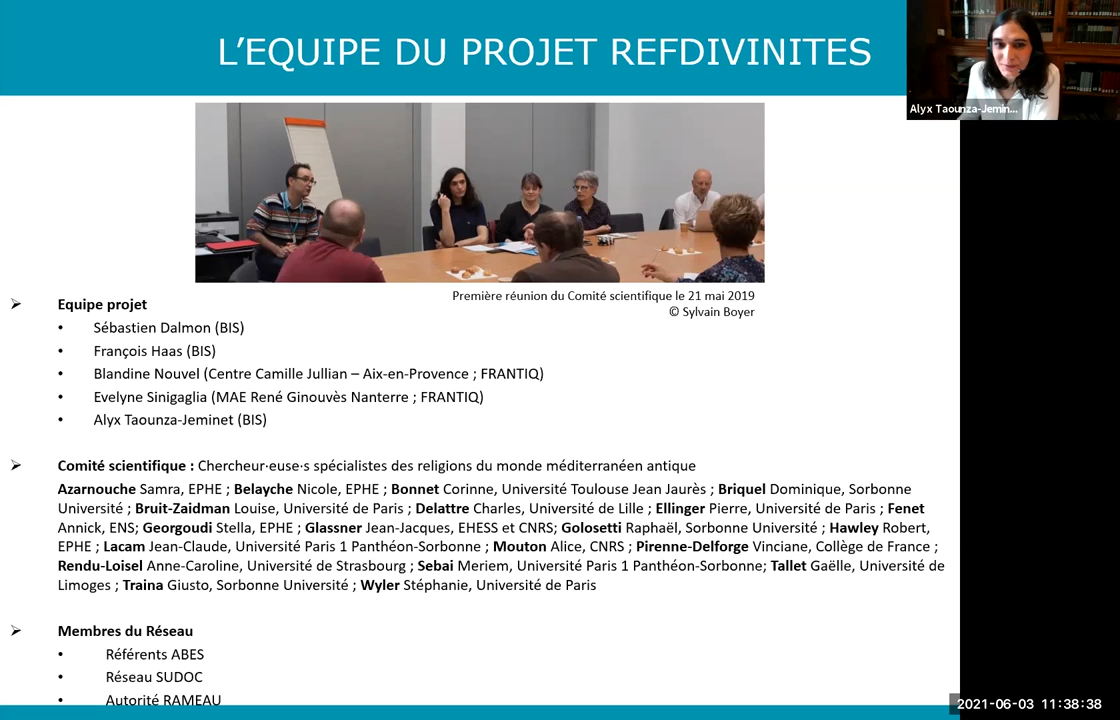 L'EQUIPE DU PROJET REFDIVINITES
Alyx Taounza-Jemin...
Première réunion du Comité scientifique le 21 mai 2019
© Sylvain Boyer
➢ Equipe projet
• Sébastien Dalmon (BIS)
• François Haas (BIS)
• Blandine Nouvel (Centre Camille Jullian – Aix-en-Provence ; FRANTIQ)
• Evelyne Sinigaglia (MAE René Ginouvès Nanterre ; FRANTIQ)
• Alyx Taounza-Jeminet (BIS)
➢ Comité scientifique : Chercheur·euse·s spécialistes des religions du monde méditerranéen antique
Azarnouche Samra, EPHE ; Belayche Nicole, EPHE ; Bonnet Corinne, Université Toulouse Jean Jaurès ; Briquel Dominique, Sorbonne
Université ; Bruit-Zaidman Louise, Université de Paris ; Delattre Charles, Université de Lille ; Ellinger Pierre, Université de Paris ; Fenet
Annick, ENS; Georgoudi Stella, EPHE ; Glassner Jean-Jacques, EHESS et CNRS; Golosetti Raphaël, Sorbonne Université ; Hawley Robert,
EPHE ; Lacam Jean-Claude, Université Paris 1 Panthéon-Sorbonne ; Mouton Alice, CNRS ; Pirenne-Delforge Vinciane, Collège de France ;
Rendu-Loisel Anne-Caroline, Université de Strasbourg ; Sebai Meriem, Université Paris 1 Panthéon-Sorbonne; Tallet Gaëlle, Université de
Limoges ; Traina Giusto, Sorbonne Université ; Wyler Stéphanie, Université de Paris
➢ Membres du Réseau
• Référents ABES
• Réseau SUDOC
• Autorité RAMEAU
2021-06-03 11:38:38